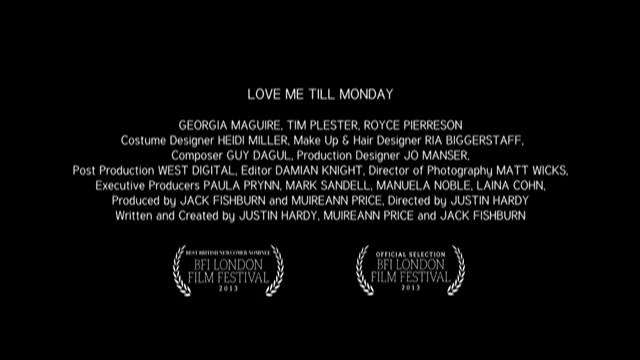 LOVE ME TILL MONDAY
GEORGIA MAGUIRE, TIM PLESTER, ROYCE PIERRESON
Costume Designer HEIDI MILLER, Make Up & Hair Designer RIA BIGGERSTAFF,
Composer GUY DAGUL, Production Designer JO MANSER,
Post Production WEST DIGITAL, Editor DAMIAN KNIGHT, Director of Photography MATT WICKS,
Executive Producers PAULA PRYNN, MARK SANDELL, MANUELA NOBLE, LAINA COHN,
Produced by JACK FISHBURN and MUIREANN PRICE, Directed by JUSTIN HARDY
Written and Created by JUSTIN HARDY, MUIREANN PRICE and JACK FISHBURN
BEST BRITISH NEWCOMER NOMINEE
BFI LONDON
FILM FESTIVAL
2013
OFFICIAL SELECTION
BFI LONDON
FILM FESTIVAL
2013